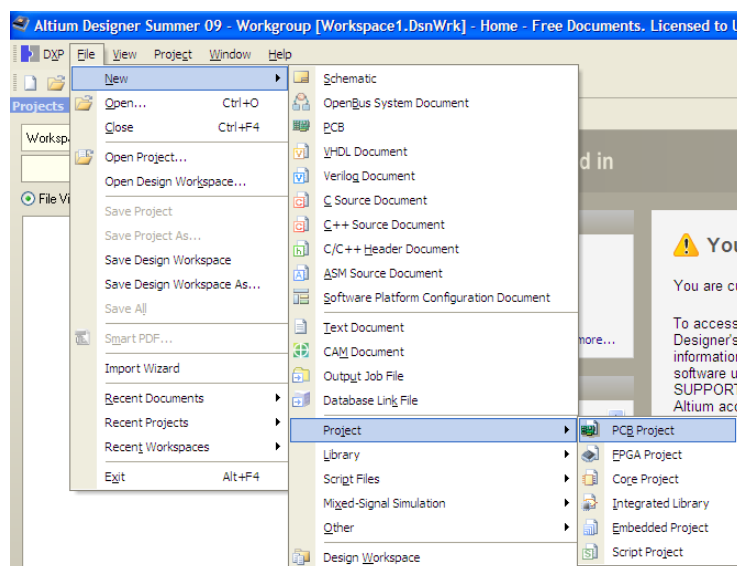 Altium Designer Summer 09 - Workgroup [Workspace1.DsnWrk] - Home - Free Documents. Licensed to
DXP File View Project Window Help
Projects
File
New
Open... Ctrl+O
Close Ctrl+F4
Open Project...
Open Design Workspace...
Save Project
Save Project As...
Save Design Workspace
Save Design Workspace As...
Save All
Smart PDF...
Import Wizard
Recent Documents
Recent Projects
Recent Workspaces
Exit Alt+F4
Schematic
OpenBus System Document
PCB
VHDL Document
Verilog Document
C Source Document
C++ Source Document
C/C++ Header Document
ASM Source Document
Software Platform Configuration Document
Text Document
CAM Document
Output Job File
Database Link File
Project
Library
Script Files
Mixed-Signal Simulation
Other
Design Workspace
PCB Project
FPGA Project
Core Project
Integrated Library
Embedded Project
Script Project
in
more...
You are
To access
Designer's
software
SUPPORT
Altium